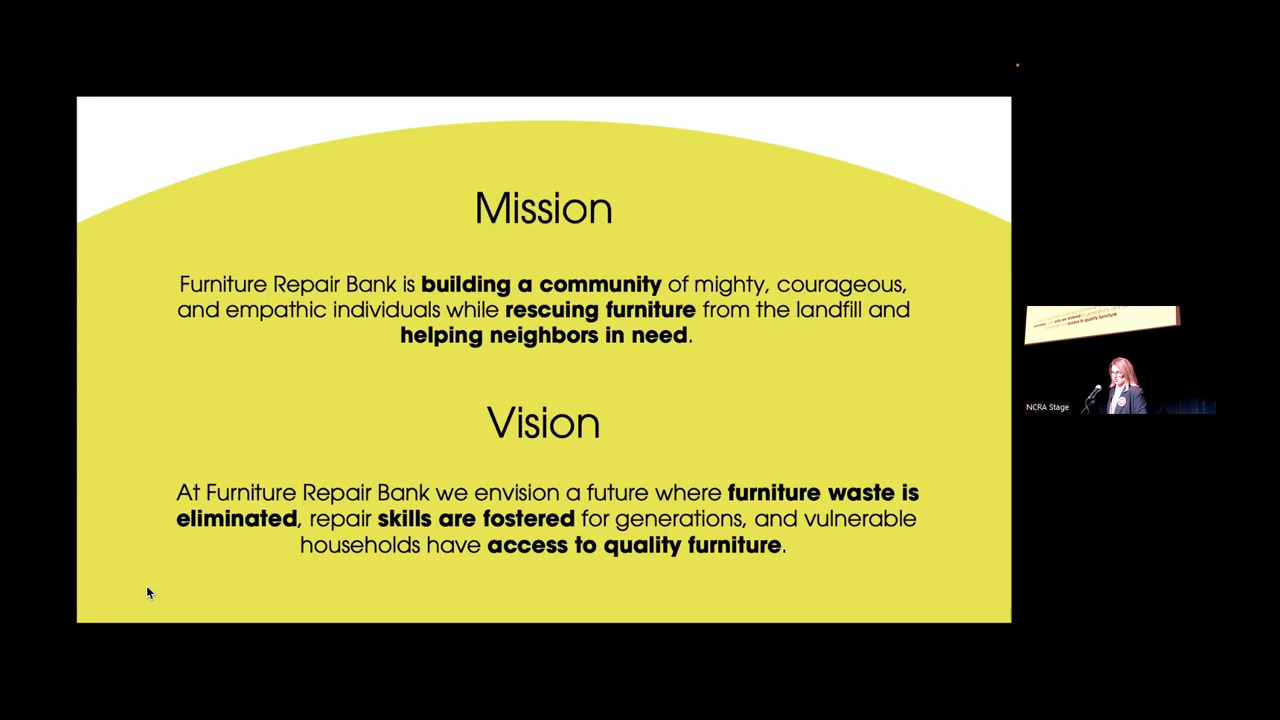 Mission
Furniture Repair Bank is building a community of mighty, courageous,
and empathic individuals while rescuing furniture from the landfill and
helping neighbors in need.
Vision
At Furniture Repair Bank we envision a future where furniture waste is
eliminated, repair skills are fostered for generations, and vulnerable
households have access to quality furniture.
NCRA Stage